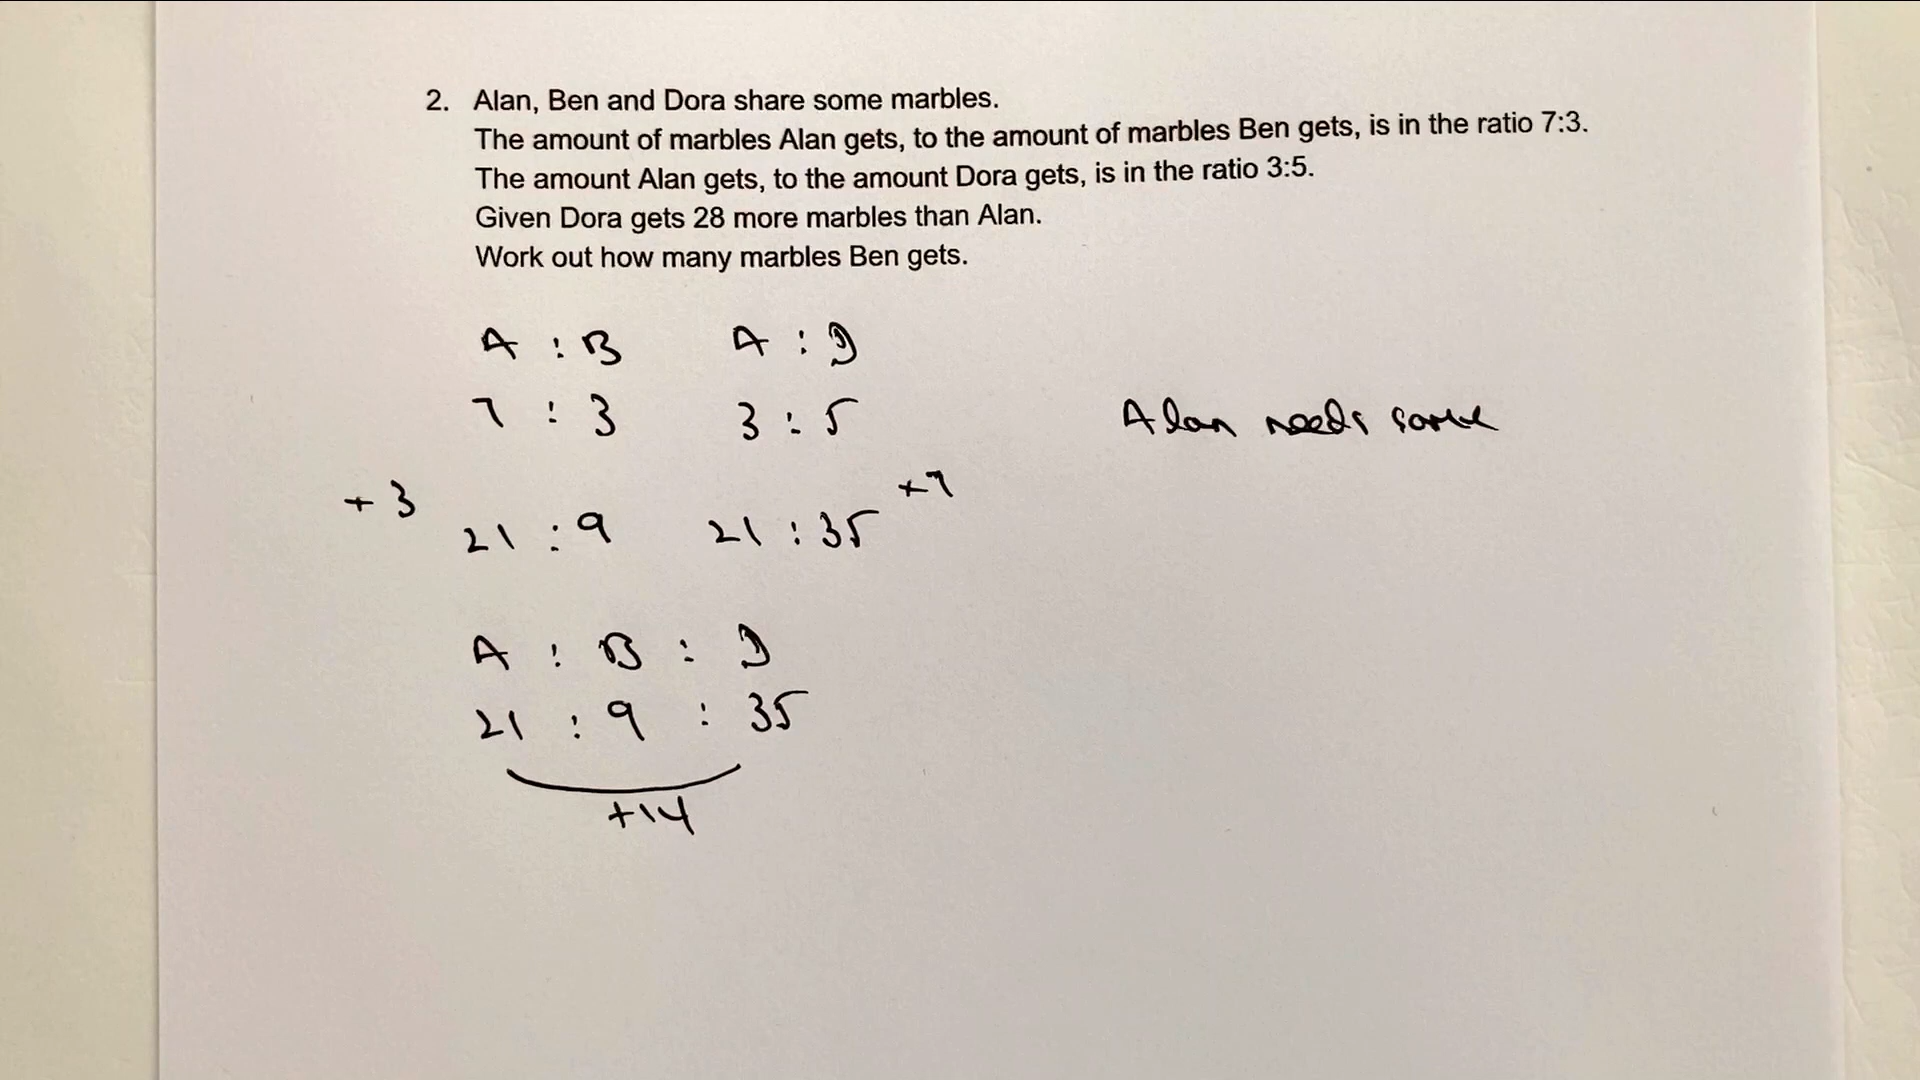 2. Alan, Ben and Dora share some marbles.
The amount of marbles Alan gets, to the amount of marbles Ben gets, is in the ratio 7:3.
The amount Alan gets, to the amount Dora gets, is in the ratio 3:5.
Given Dora gets 28 more marbles than Alan.
Work out how many marbles Ben gets.
A : B A : D
7 : 3 3 : 5
Alan needs same
×3 21 : 9 21 : 35 ×7
A : B : D
21 : 9 : 35
+14